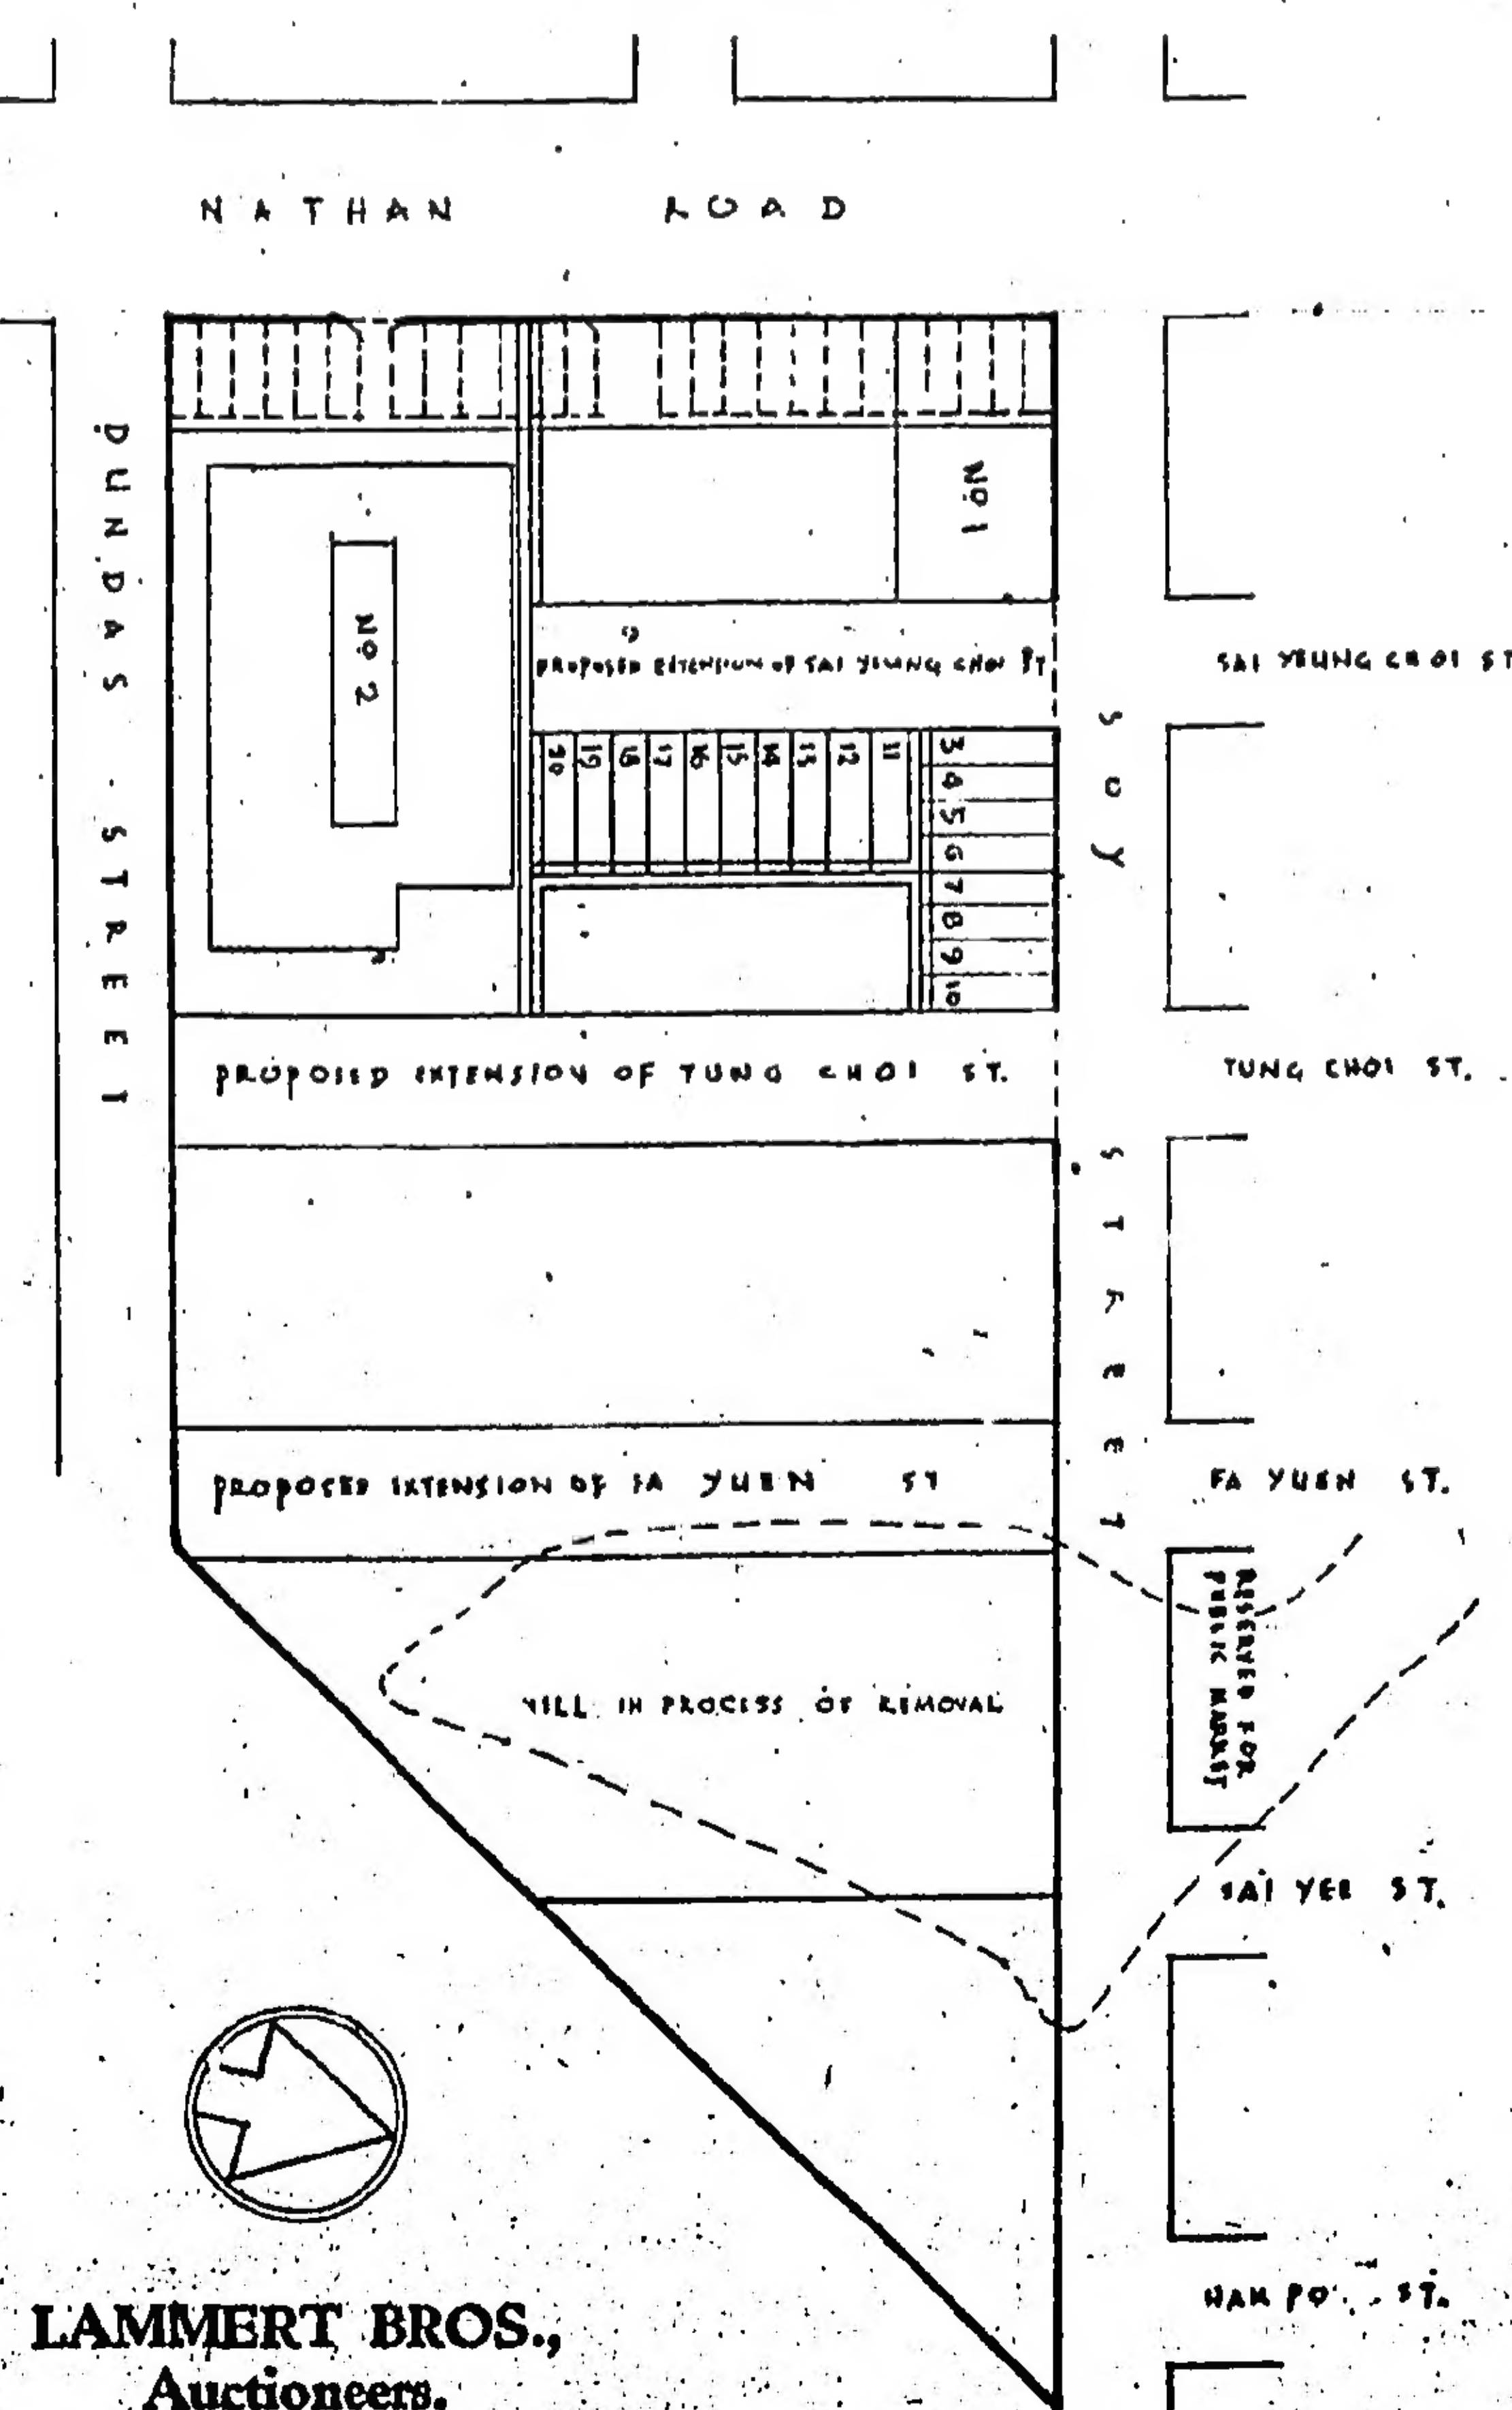 NATHAN ROAD
DUNDAS STREET
No 1
No 2
PROPOSED EXTENSION OF SAI YEUNG CHOI ST
SAI YEUNG CHOI ST
SOY STREET
20 19 18 17 16 15 14 13 12 11
3
4
5
6
7
8
9
10
PROPOSED EXTENSION OF TUNG CHOI ST.
TUNG CHOI ST.
PROPOSED EXTENSION OF FA YUEN ST
FA YUEN ST.
RESERVED FOR
PUBLIC MARKET
HILL IN PROCESS OF REMOVAL
SAI YEE ST.
ST.
LAMMERT BROS.,
Auctioneers.